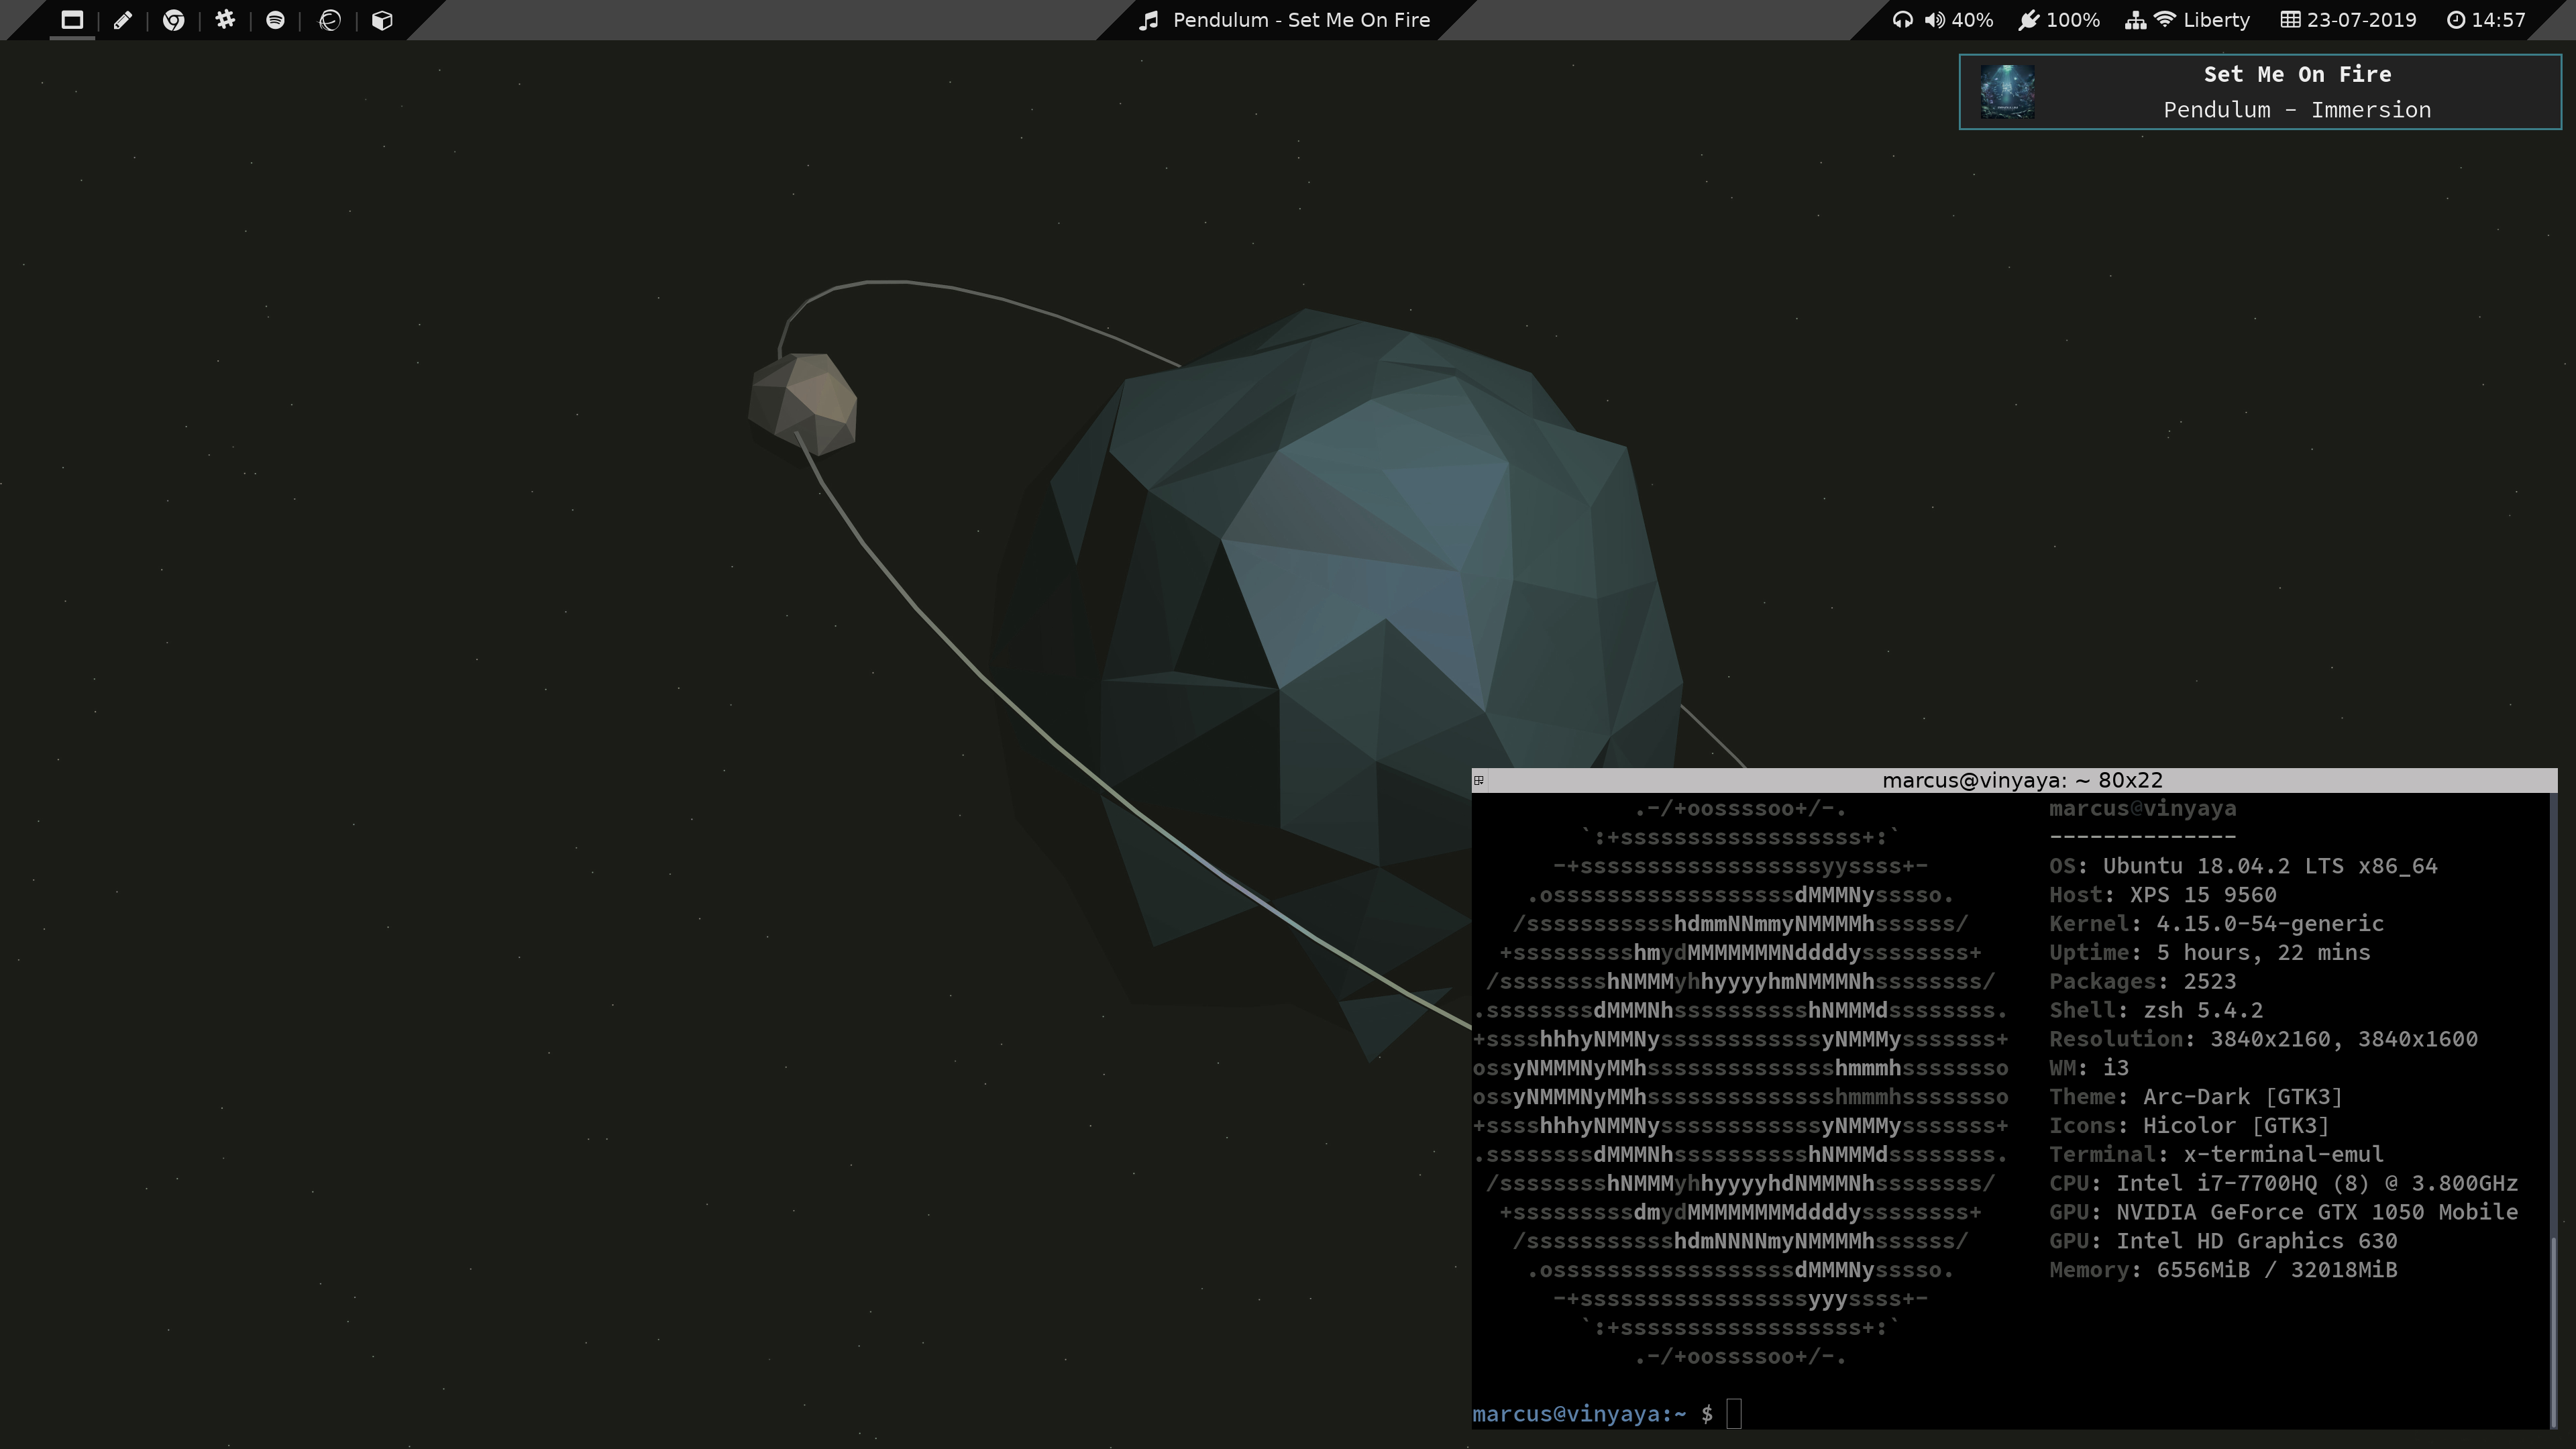 Pendulum - Set Me On Fire
40% 100% Liberty 23-07-2019 14:57
Set Me On Fire
Pendulum - Immersion
marcus@vinyaya: ~ 80x22
.-/+oossssoo+/-.
`:+ssssssssssssssssss+:`
-+ssssssssssssssssssyyssss+-
.ossssssssssssssssssdMMMNysssso.
/ssssssssssshdmmNNmmyNMMMMhssssss/
+ssssssssshmydMMMMMMMNddddyssssssss+
/sssssssshNMMMyhhyyyyhmNMMMNhssssssss/
.ssssssssdMMMNhsssssssssshNMMMdssssssss.
+sssshhhyNMMNyssssssssssssyNMMMysssssss+
ossyNMMMNyMMhsssssssssssssshmmmhssssssso
ossyNMMMNyMMhsssssssssssssshmmmhssssssso
+sssshhhyNMMNyssssssssssssyNMMMysssssss+
.ssssssssdMMMNhsssssssssshNMMMdssssssss.
/sssssssshNMMMyhhyyyyhdNMMMNhssssssss/
+sssssssssdmydMMMMMMMMddddyssssssss+
/ssssssssssshdmNNNNmyNMMMMhssssss/
.ossssssssssssssssssdMMMNysssso.
-+sssssssssssssssssyyyssss+-
`:+ssssssssssssssssss+:`
.-/+oossssoo+/-.
marcus@vinyaya
--------------
OS: Ubuntu 18.04.2 LTS x86_64
Host: XPS 15 9560
Kernel: 4.15.0-54-generic
Uptime: 5 hours, 22 mins
Packages: 2523
Shell: zsh 5.4.2
Resolution: 3840x2160, 3840x1600
WM: i3
Theme: Arc-Dark [GTK3]
Icons: Hicolor [GTK3]
Terminal: x-terminal-emul
CPU: Intel i7-7700HQ (8) @ 3.800GHz
GPU: NVIDIA GeForce GTX 1050 Mobile
GPU: Intel HD Graphics 630
Memory: 6556MiB / 32018MiB
marcus@vinyaya:~ $